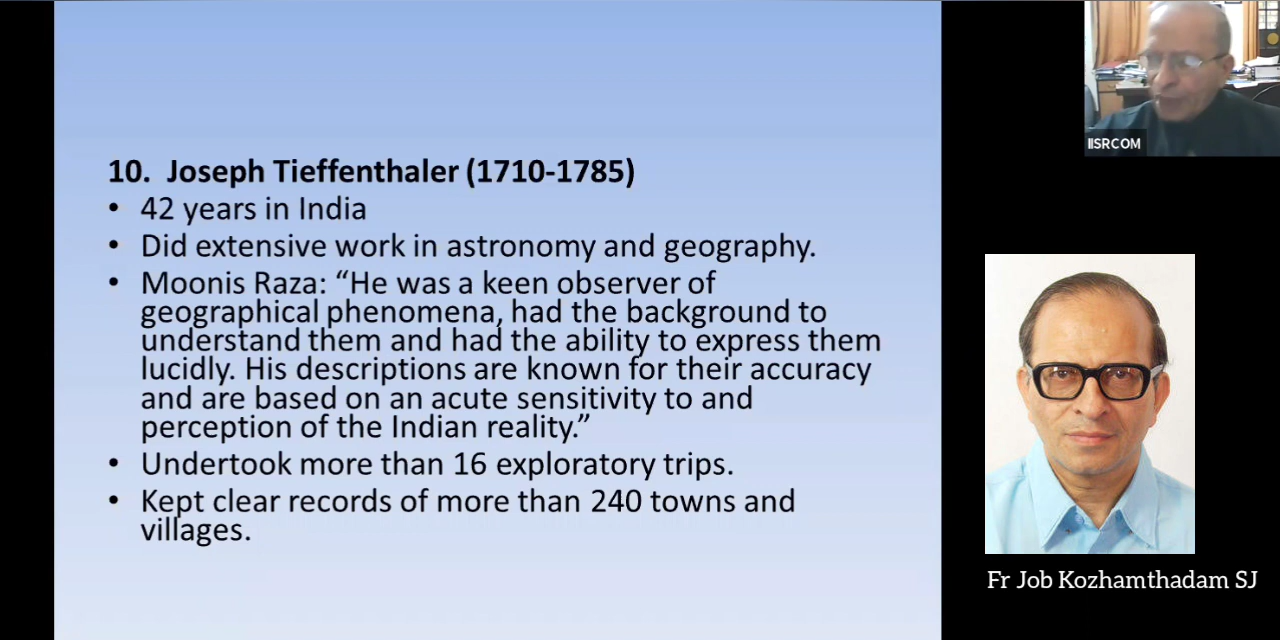 10. Joseph Tieffenthaler (1710-1785)
• 42 years in India
• Did extensive work in astronomy and geography.
• Moonis Raza: “He was a keen observer of
geographical phenomena, had the background to
understand them and had the ability to express them
lucidly. His descriptions are known for their accuracy
and are based on an acute sensitivity to and
perception of the Indian reality.”
• Undertook more than 16 exploratory trips.
• Kept clear records of more than 240 towns and
villages.
IISRCOM
Fr Job Kozhamthadam SJ